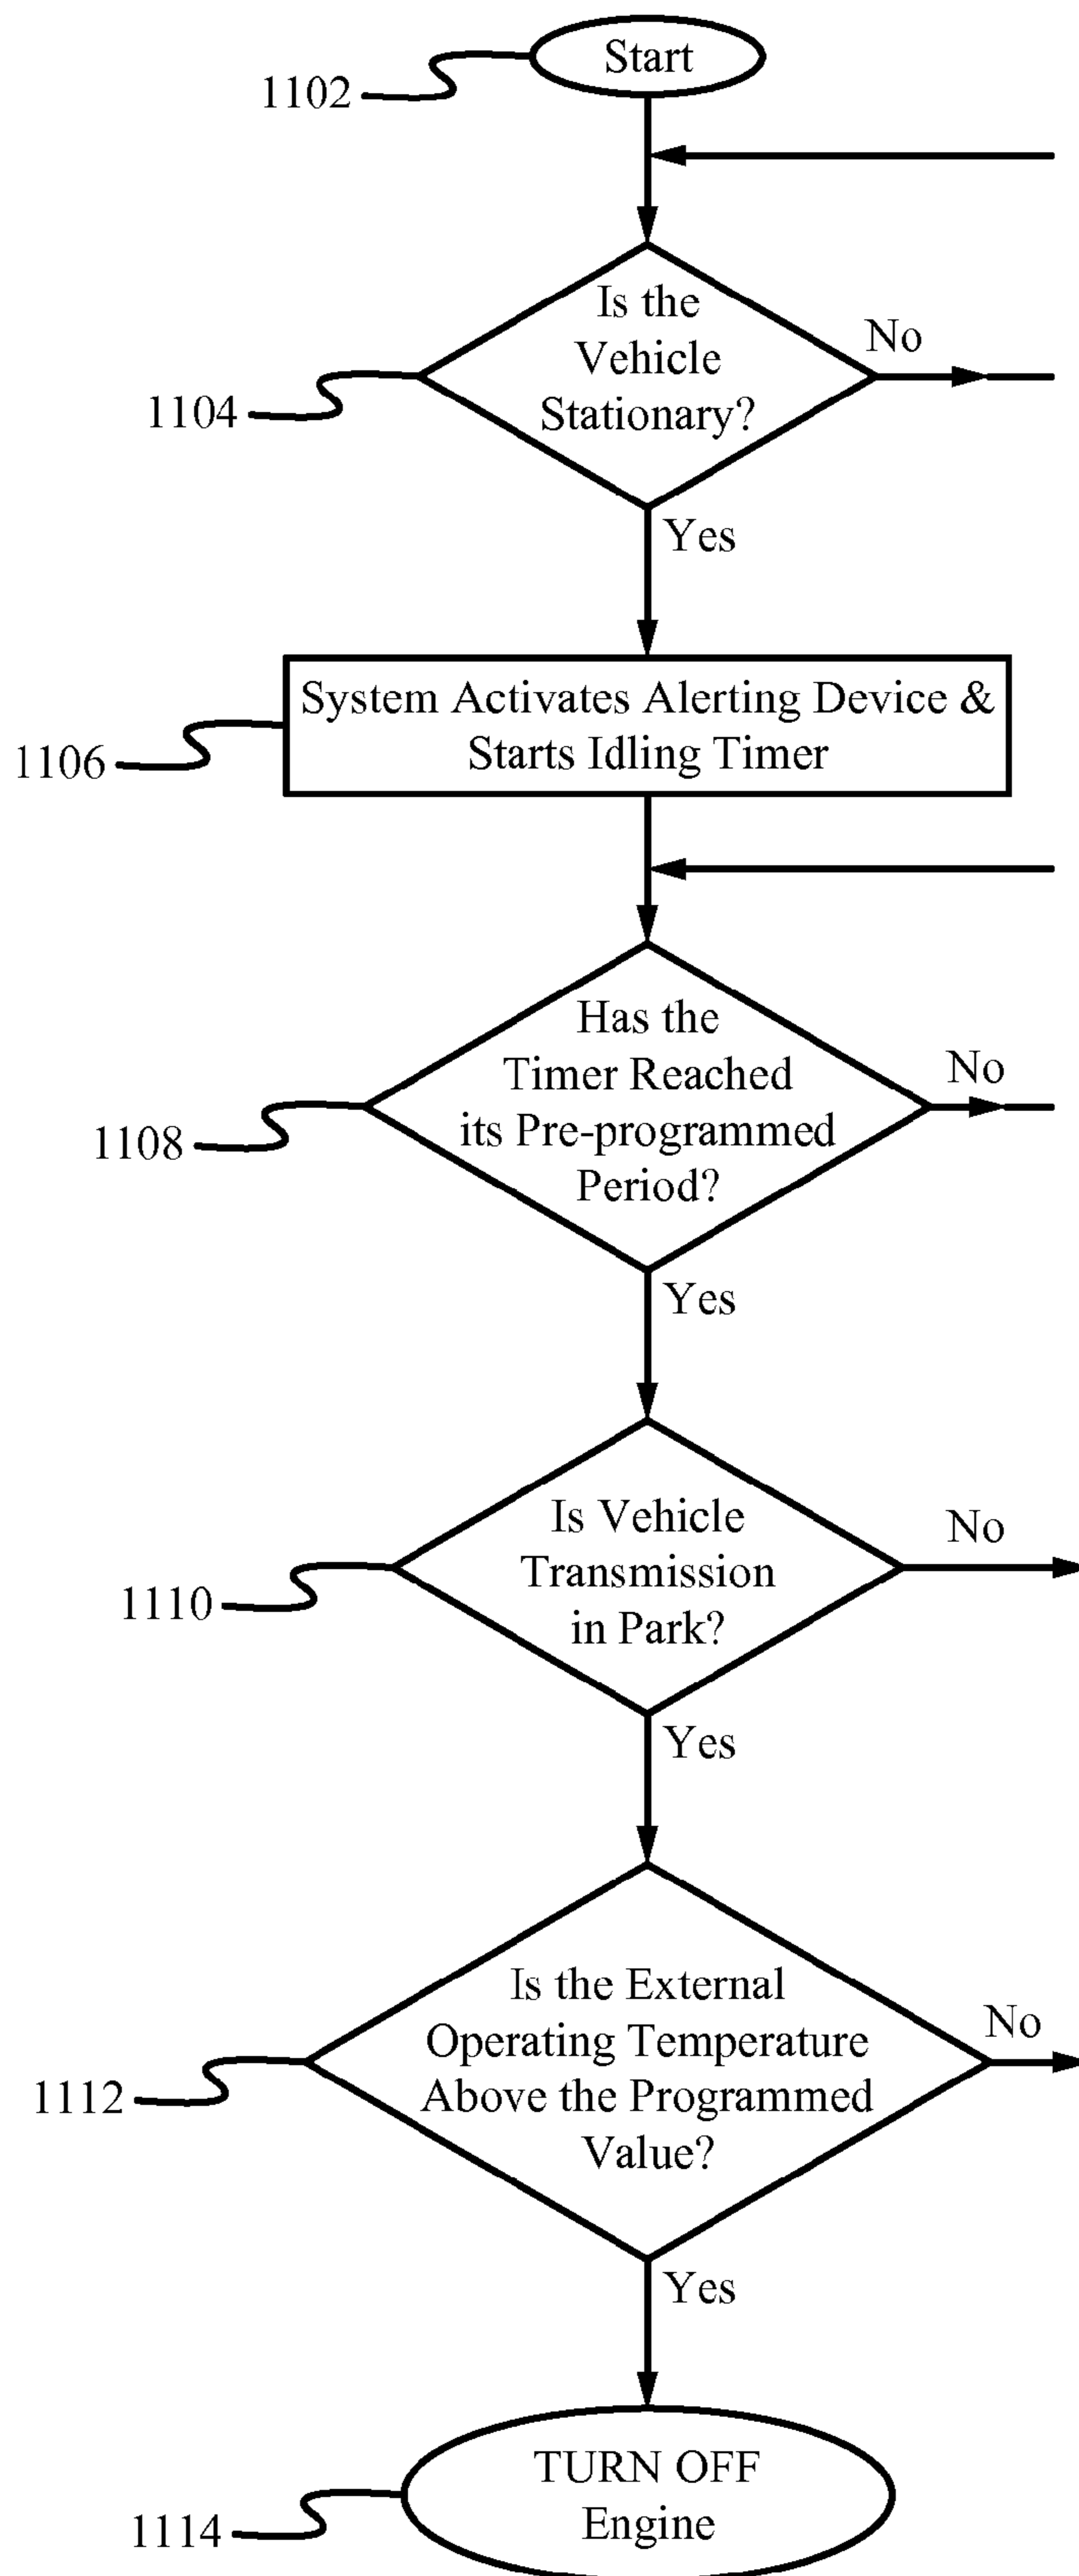 Start
1102
Is the
Vehicle
Stationary?
No
1104
Yes
System Activates Alerting Device &
Starts Idling Timer
1106
Has the
Timer Reached
its Pre-programmed
Period?
No
1108
Yes
Is Vehicle
Transmission
in Park?
No
1110
Yes
Is the External
Operating Temperature
Above the Programmed
Value?
No
1112
Yes
TURN OFF
Engine
1114